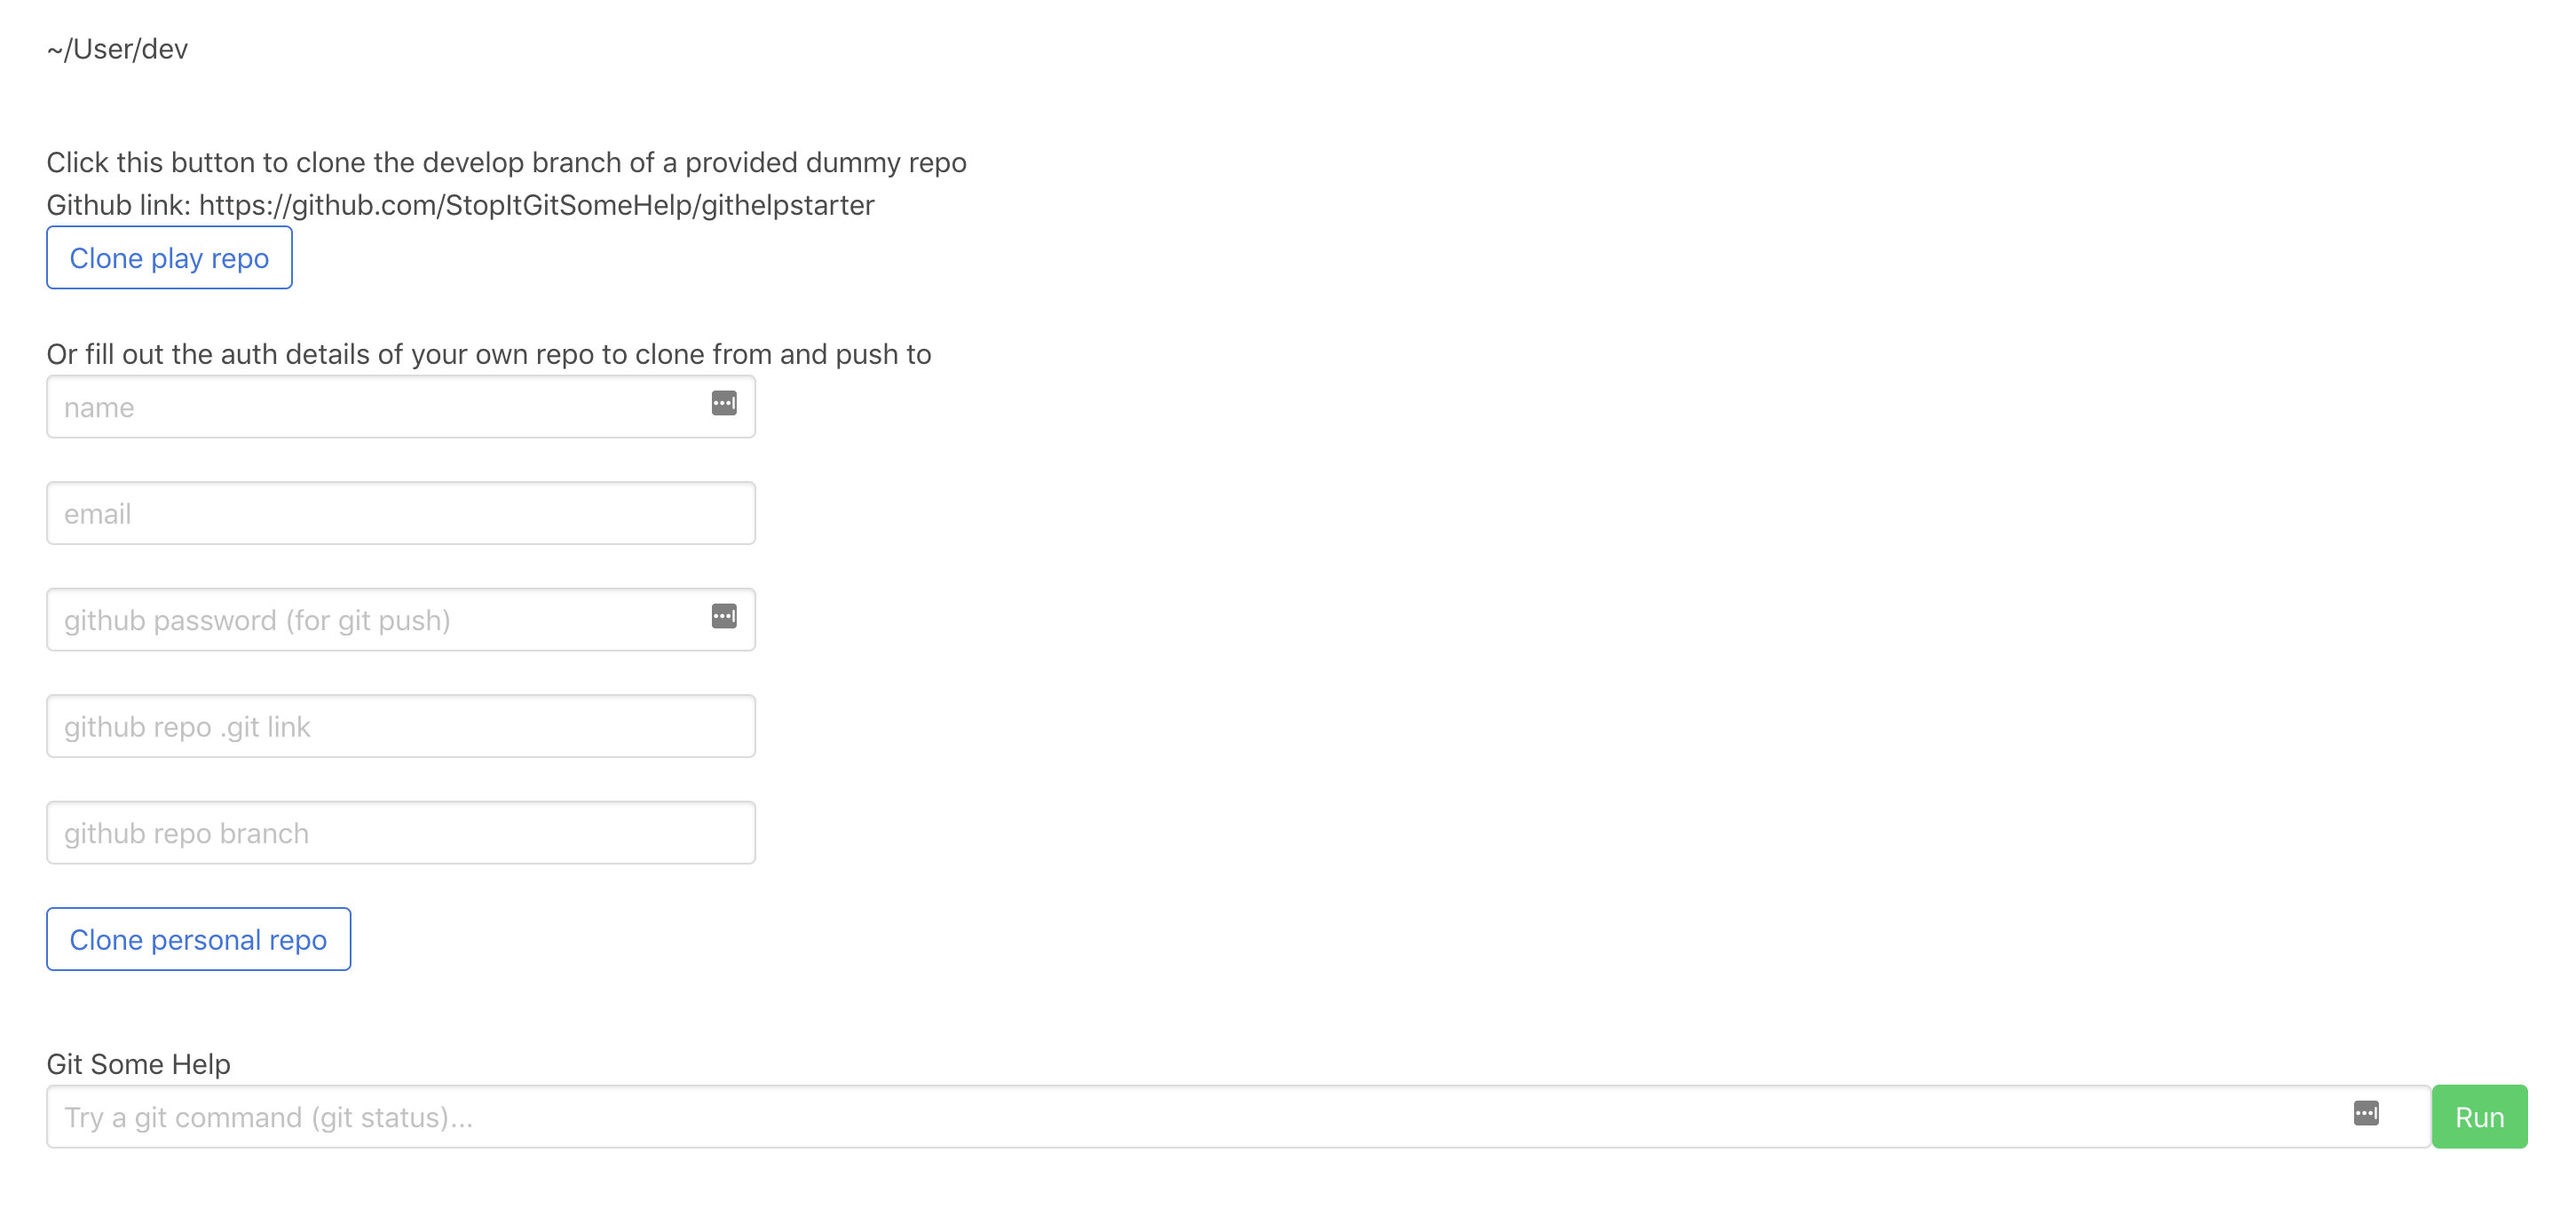 ~/User/dev
Click this button to clone the develop branch of a provided dummy repo
Github link: https://github.com/StopItGitSomeHelp/githelpstarter
Clone play repo
Or fill out the auth details of your own repo to clone from and push to
name
email
github password (for git push)
github repo .git link
github repo branch
Clone personal repo
Git Some Help
Try a git command (git status)...
Run